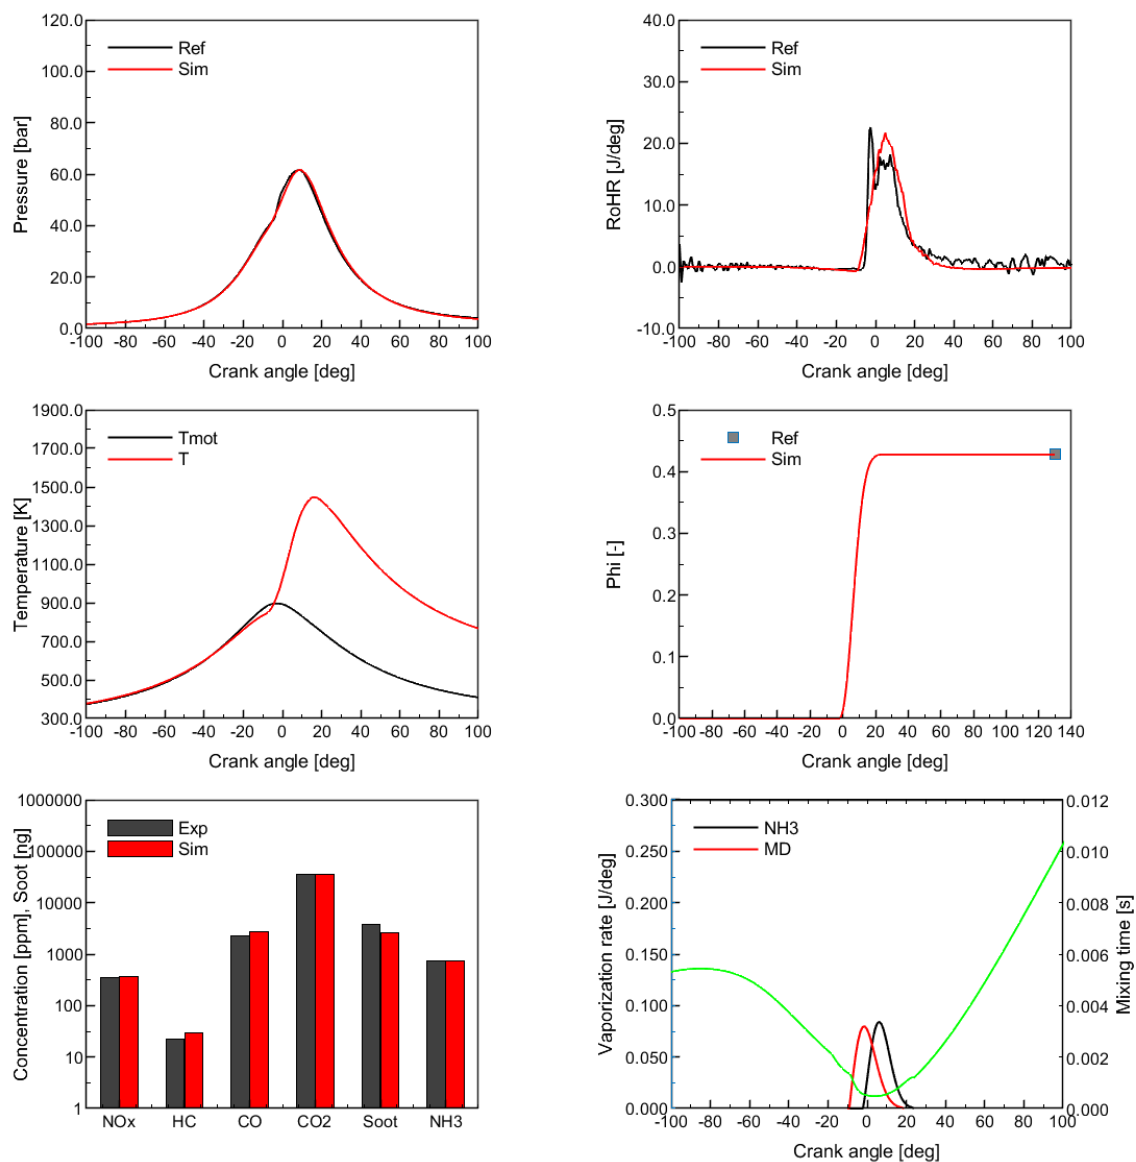 120.0
100.0
80.0
60.0
40.0
20.0
0.0
Pressure [bar]
Ref
Sim
-100 -80 -60 -40 -20 0 20 40 60 80 100
Crank angle [deg]
40.0
30.0
20.0
10.0
0.0
-10.0
RoHR [J/deg]
Ref
Sim
-100 -80 -60 -40 -20 0 20 40 60 80 100
Crank angle [deg]
1900.0
1700.0
1500.0
1300.0
1100.0
900.0
700.0
500.0
300.0
Temperature [K]
Tmot
T
-100 -80 -60 -40 -20 0 20 40 60 80 100
Crank angle [deg]
0.5
0.4
0.3
0.2
0.1
0.0
Phi [-]
Ref
Sim
-100 -80 -60 -40 -20 0 20 40 60 80 100 120 140
Crank angle [deg]
1000000
100000
10000
1000
100
10
1
Concentration [ppm], Soot [ng]
Exp
Sim
NOx HC CO CO2 Soot NH3
0.300
0.250
0.200
0.150
0.100
0.050
0.000
Vaporization rate [J/deg]
NH3
MD
0.012
0.010
0.008
0.006
0.004
0.002
0.000
Mixing time [s]
-100 -80 -60 -40 -20 0 20 40 60 80 100
Crank angle [deg]